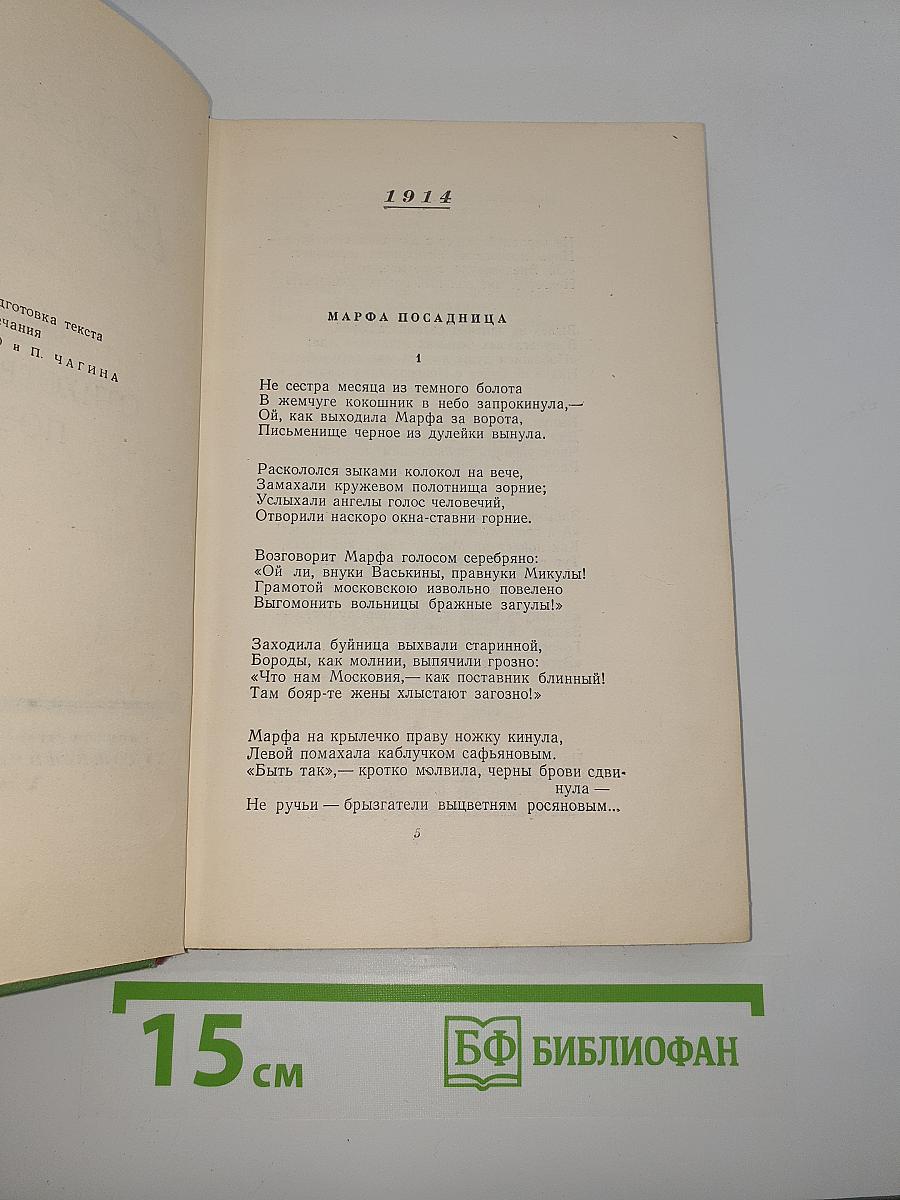 дготовка текста
чания
О и П. ЧАГИНА
1914
МАРФА ПОСАДНИЦА
1
Не сестра месяца из темного болота
В жемчуге кокошник в небо запрокинула,—
Ой, как выходила Марфа за ворота,
Письменище черное из дулейки вынула.
Раскололся зыками колокол на вече,
Замахали кружевом полотнища зорние;
Услыхали ангелы голос человечий,
Отворили наскоро окна-ставни горние.
Возговорит Марфа голосом серебряно:
«Ой ли, внуки Васькины, правнуки Микулы!
Грамотой московскою извольно повелено
Выгомонить вольницы бражные загулы!»
Заходила буйница выхвали старинной,
Бороды, как молнии, выпячили грозно:
«Что нам Московия,— как поставник блинный!
Там бояр-те жены хлыстают загозно!»
Марфа на крылечко праву ножку кинула,
Левой помахала каблучком сафьяновым.
«Быть так»,— кротко молвила, черны брови сдви-
нула —
Не ручьи — брызгатели выцветням росяновым...
5
15 см
БФ БИБЛИОФАН